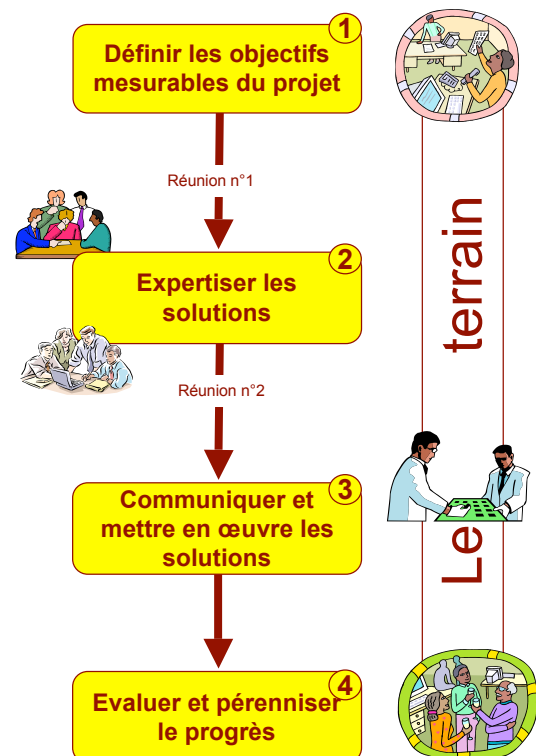 1
Définir les objectifs
mesurables du projet
Réunion n°1
2
Expertiser les
solutions
Réunion n°2
3
Communiquer et
mettre en œuvre les
solutions
4
Evaluer et pérenniser
le progrès
Le terrain